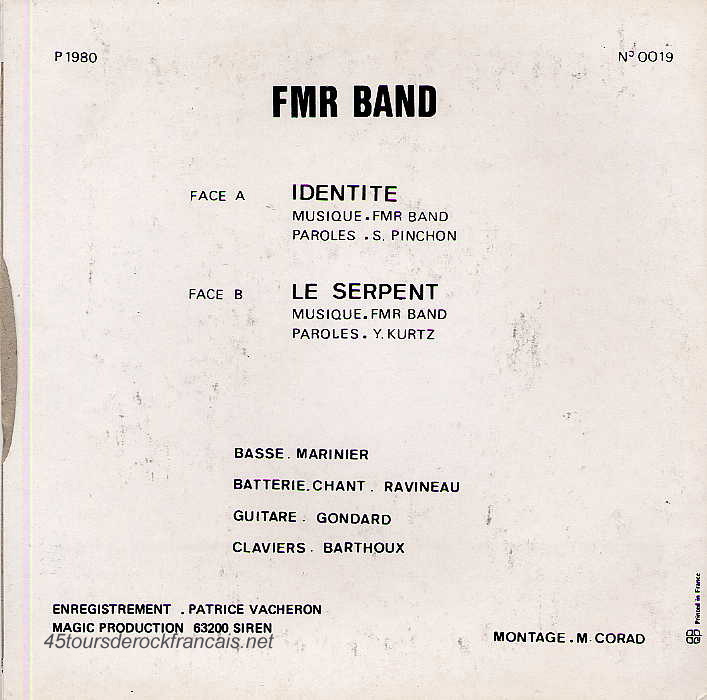 P 1980
Nº 0019
FMR BAND
FACE A IDENTITE
MUSIQUE.FMR BAND
PAROLES .S. PINCHON
FACE B LE SERPENT
MUSIQUE.FMR BAND
PAROLES. Y. KURTZ
BASSE. MARINIER
BATTERIE.CHANT . RAVINEAU
GUITARE . GONDARD
CLAVIERS . BARTHOUX
ENREGISTREMENT .PATRICE VACHERON
MAGIC PRODUCTION 63200 SIREN
45toursderockfrancais.net
MONTAGE.M.CORAD
Printed in France